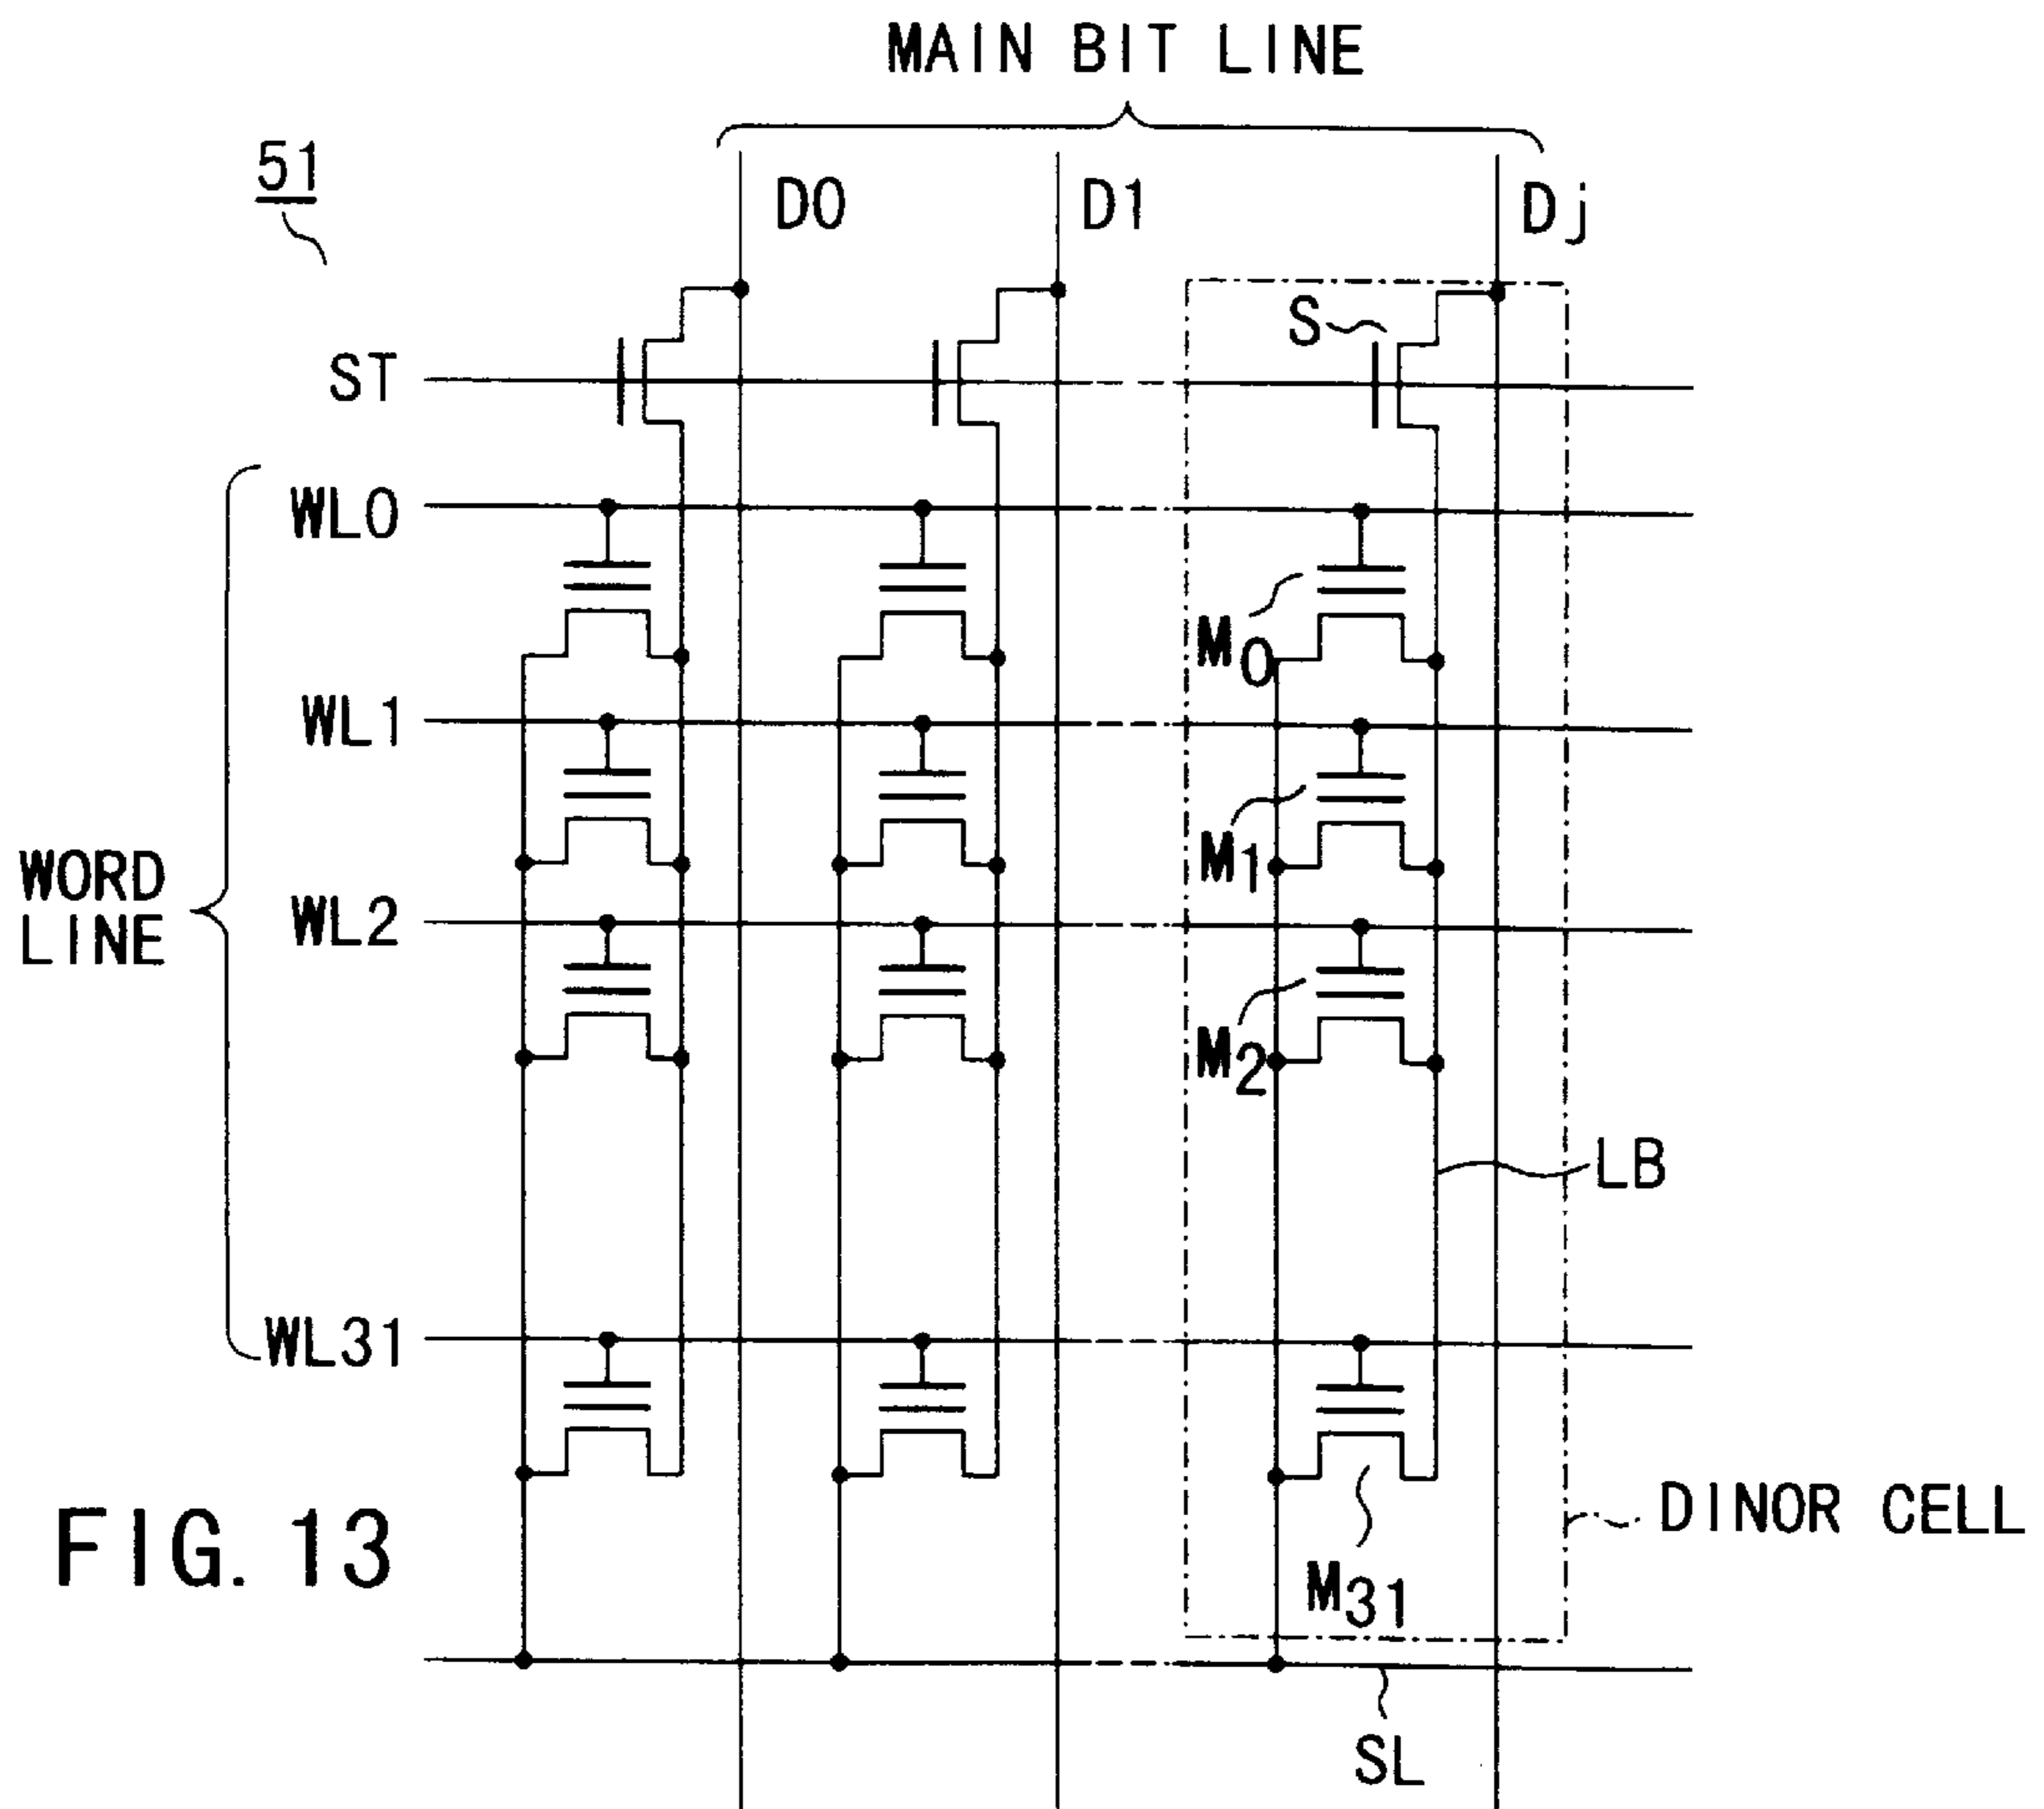 MAIN BIT LINE
51
D0
D1
Dj
S
ST
WL0
M0
WL1
M1
WORD
LINE
WL2
M2
LB
WL31
DINOR CELL
FIG. 13
M31
SL